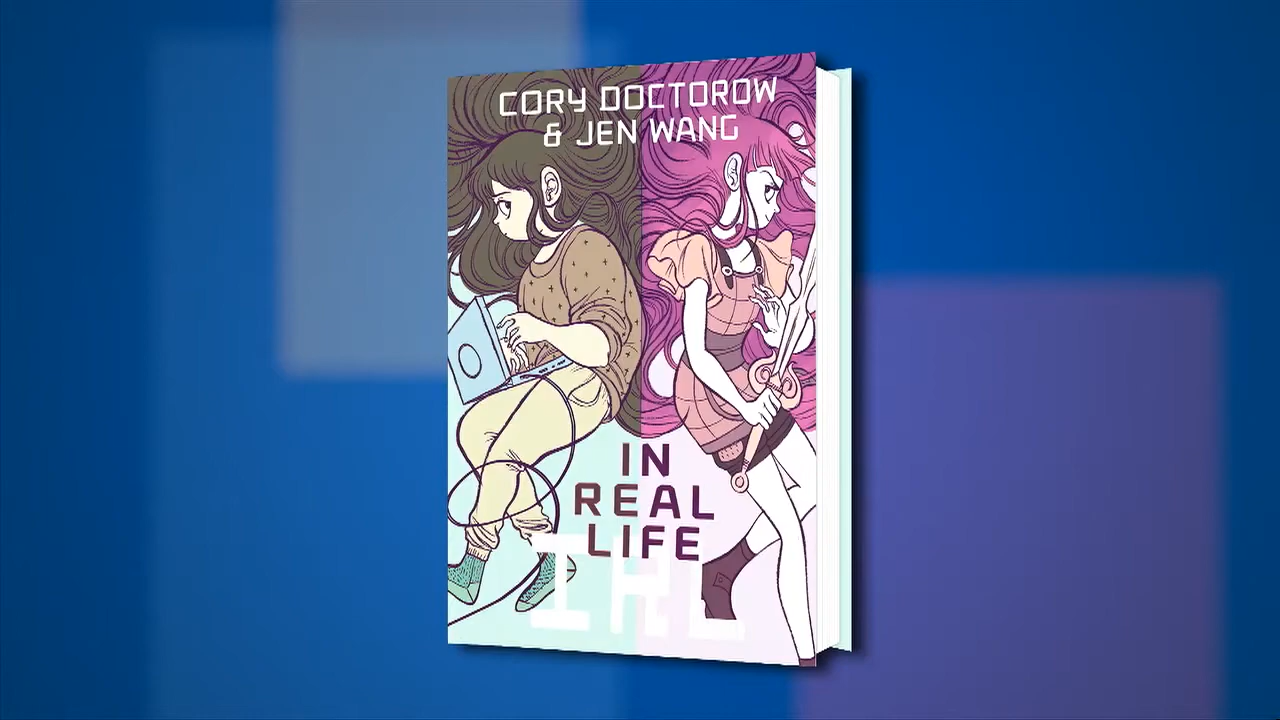 CORY DOCTOROW
& JEN WANG
IN
REAL
LIFE
IRL